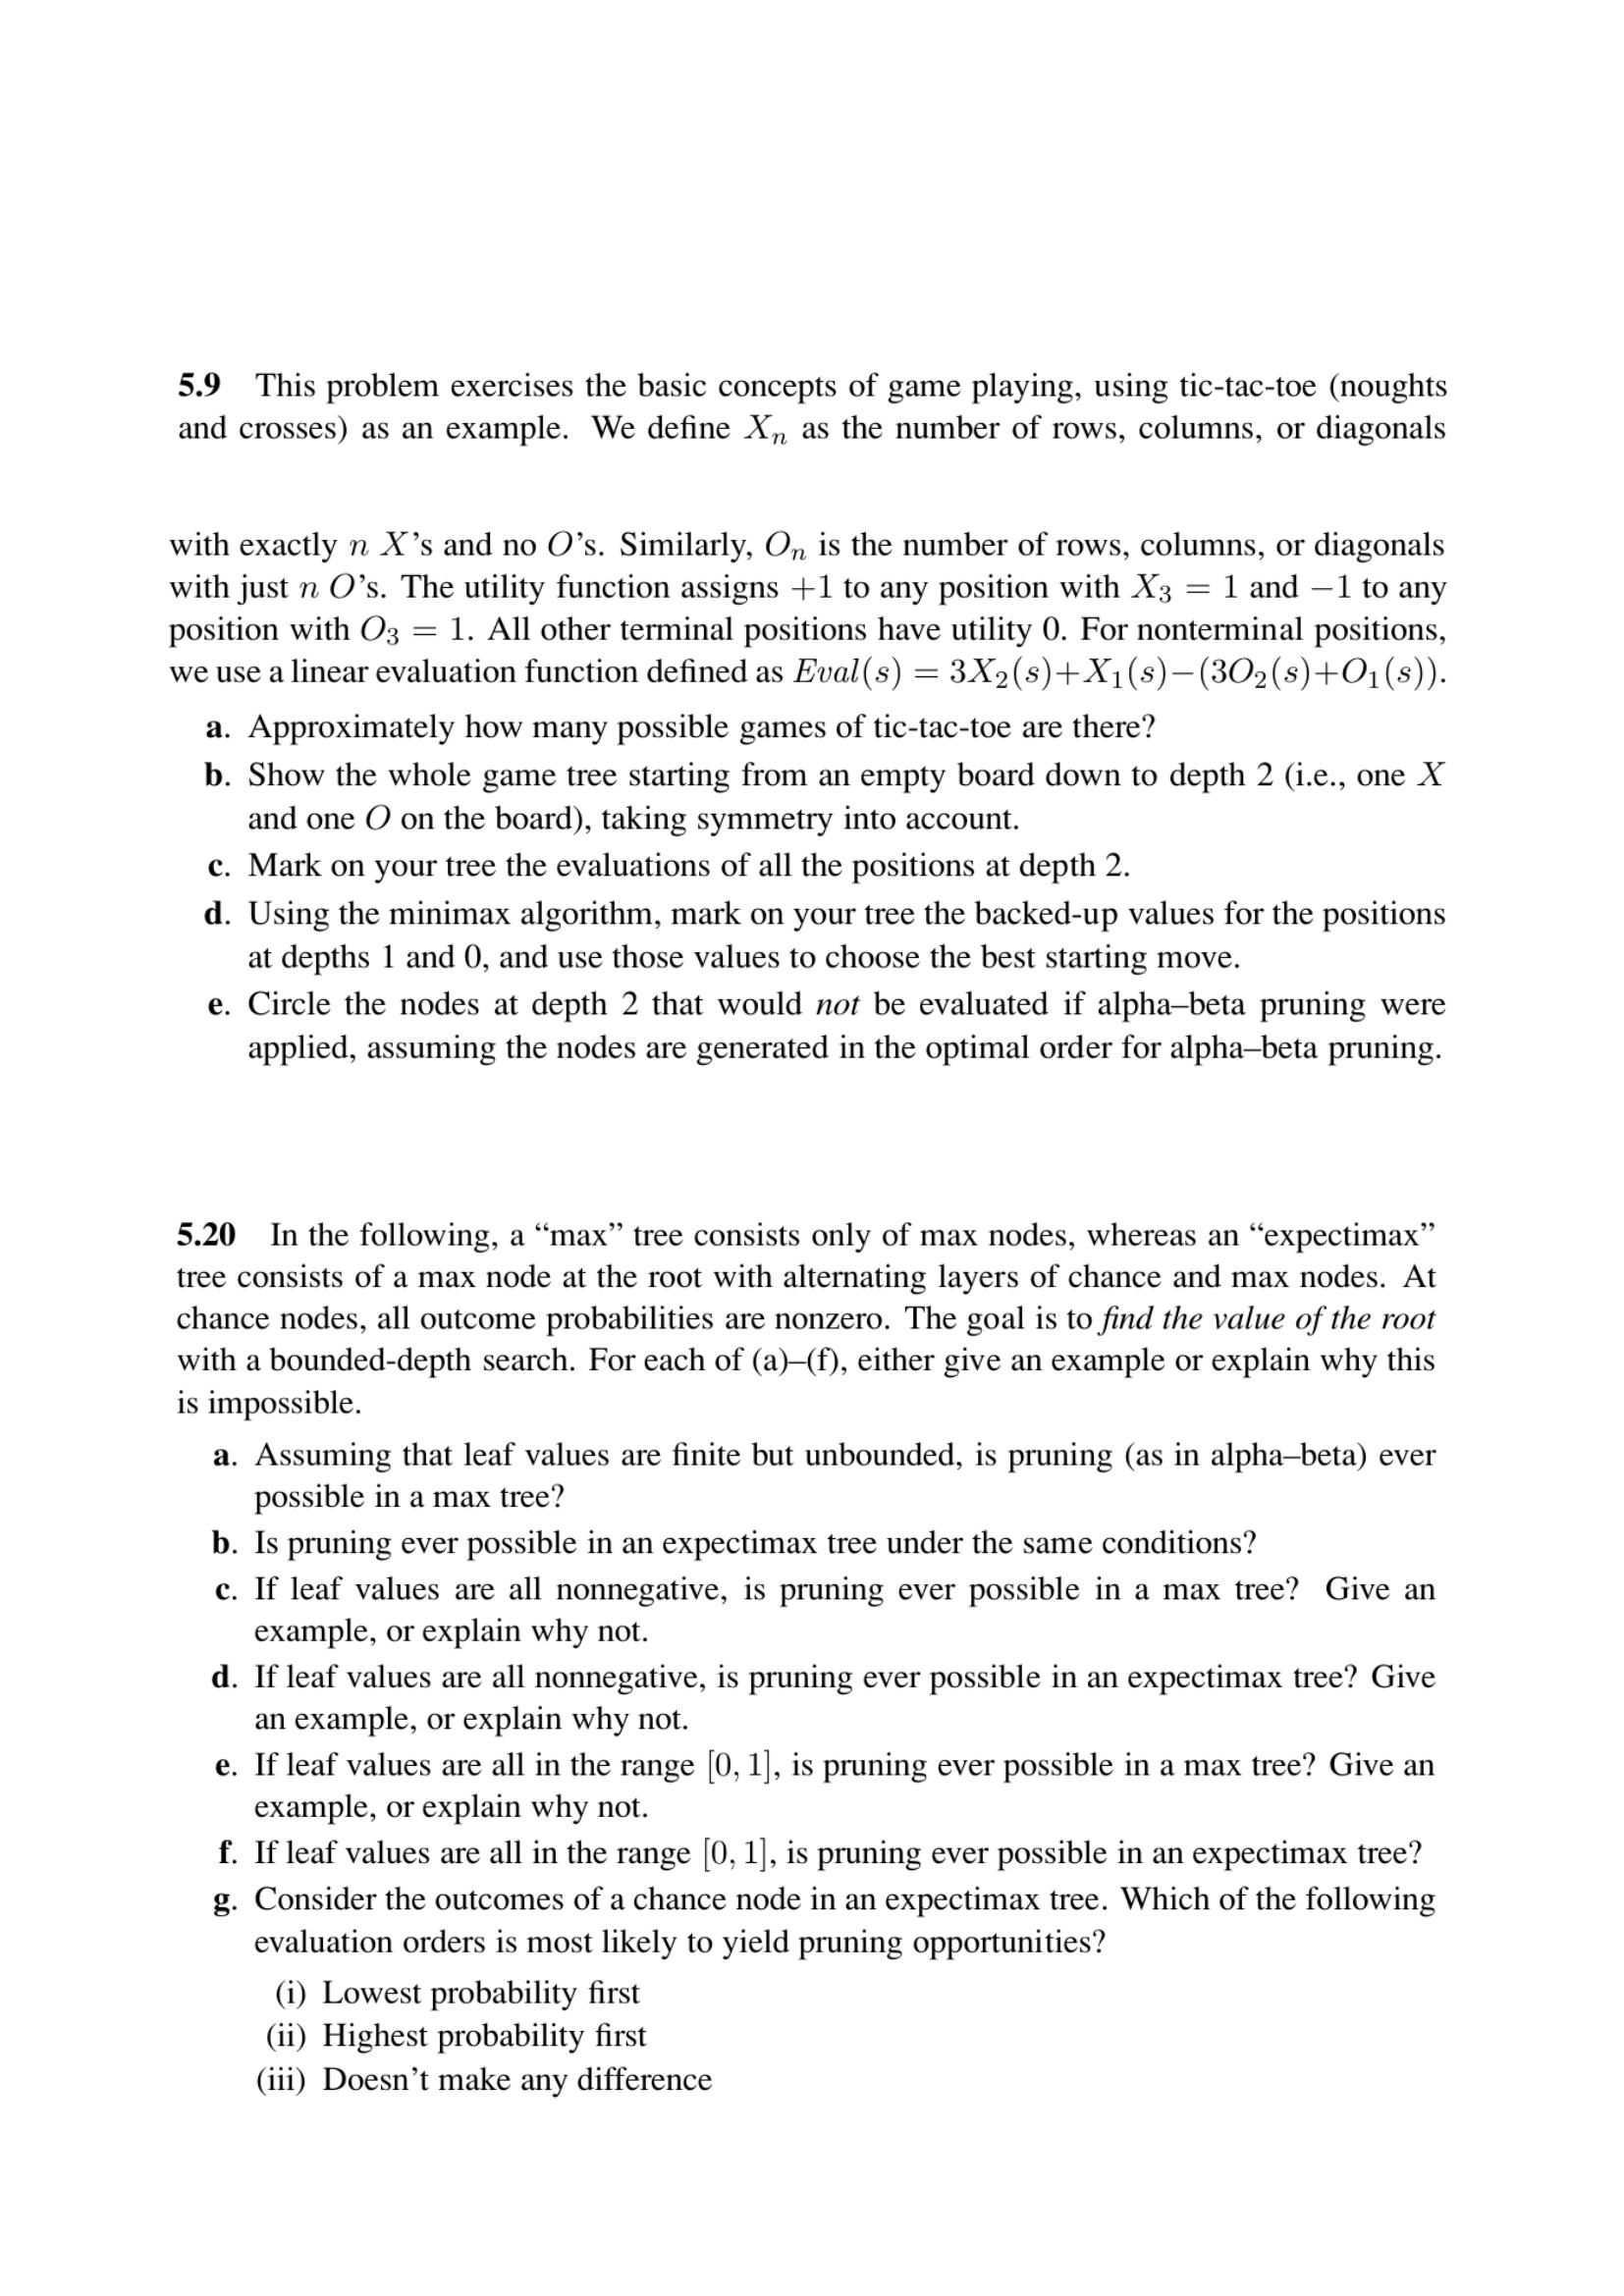 5.9 This problem exercises the basic concepts of game playing, using tic-tac-toe (noughts
and crosses) as an example. We define Xₙ as the number of rows, columns, or diagonals
with exactly n X’s and no O’s. Similarly, Oₙ is the number of rows, columns, or diagonals
with just n O’s. The utility function assigns +1 to any position with X₃ = 1 and −1 to any
position with O₃ = 1. All other terminal positions have utility 0. For nonterminal positions,
we use a linear evaluation function defined as Eval(s) = 3X₂(s)+X₁(s)−(3O₂(s)+O₁(s)).
a. Approximately how many possible games of tic-tac-toe are there?
b. Show the whole game tree starting from an empty board down to depth 2 (i.e., one X
and one O on the board), taking symmetry into account.
c. Mark on your tree the evaluations of all the positions at depth 2.
d. Using the minimax algorithm, mark on your tree the backed-up values for the positions
at depths 1 and 0, and use those values to choose the best starting move.
e. Circle the nodes at depth 2 that would not be evaluated if alpha–beta pruning were
applied, assuming the nodes are generated in the optimal order for alpha–beta pruning.
5.20 In the following, a “max” tree consists only of max nodes, whereas an “expectimax”
tree consists of a max node at the root with alternating layers of chance and max nodes. At
chance nodes, all outcome probabilities are nonzero. The goal is to find the value of the root
with a bounded-depth search. For each of (a)–(f), either give an example or explain why this
is impossible.
a. Assuming that leaf values are finite but unbounded, is pruning (as in alpha–beta) ever
possible in a max tree?
b. Is pruning ever possible in an expectimax tree under the same conditions?
c. If leaf values are all nonnegative, is pruning ever possible in a max tree? Give an
example, or explain why not.
d. If leaf values are all nonnegative, is pruning ever possible in an expectimax tree? Give
an example, or explain why not.
e. If leaf values are all in the range [0, 1], is pruning ever possible in a max tree? Give an
example, or explain why not.
f. If leaf values are all in the range [0, 1], is pruning ever possible in an expectimax tree?
g. Consider the outcomes of a chance node in an expectimax tree. Which of the following
evaluation orders is most likely to yield pruning opportunities?
(i) Lowest probability first
(ii) Highest probability first
(iii) Doesn’t make any difference